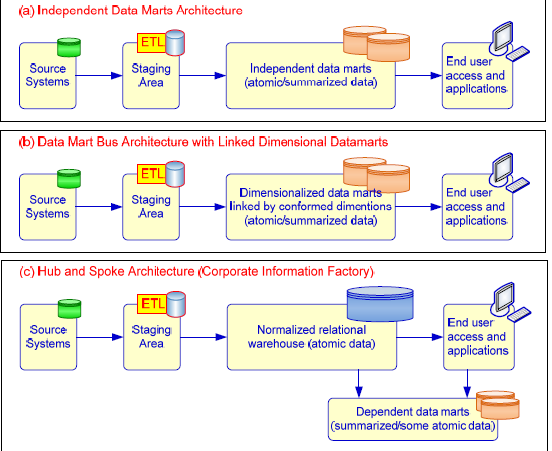 (a) Independent Data Marts Architecture
ETL
Source
Systems
Staging
Area
Independent data marts
(atomic/summarized data)
End user
access and
applications
(b) Data Mart Bus Architecture with Linked Dimensional Datamarts
ETL
Source
Systems
Staging
Area
Dimensionalized data marts
linked by conformed dimentions
(atomic/summarized data)
End user
access and
applications
(c) Hub and Spoke Architecture (Corporate Information Factory)
ETL
Source
Systems
Staging
Area
Normalized relational
warehouse (atomic data)
End user
access and
applications
Dependent data marts
(summarized/some atomic data)